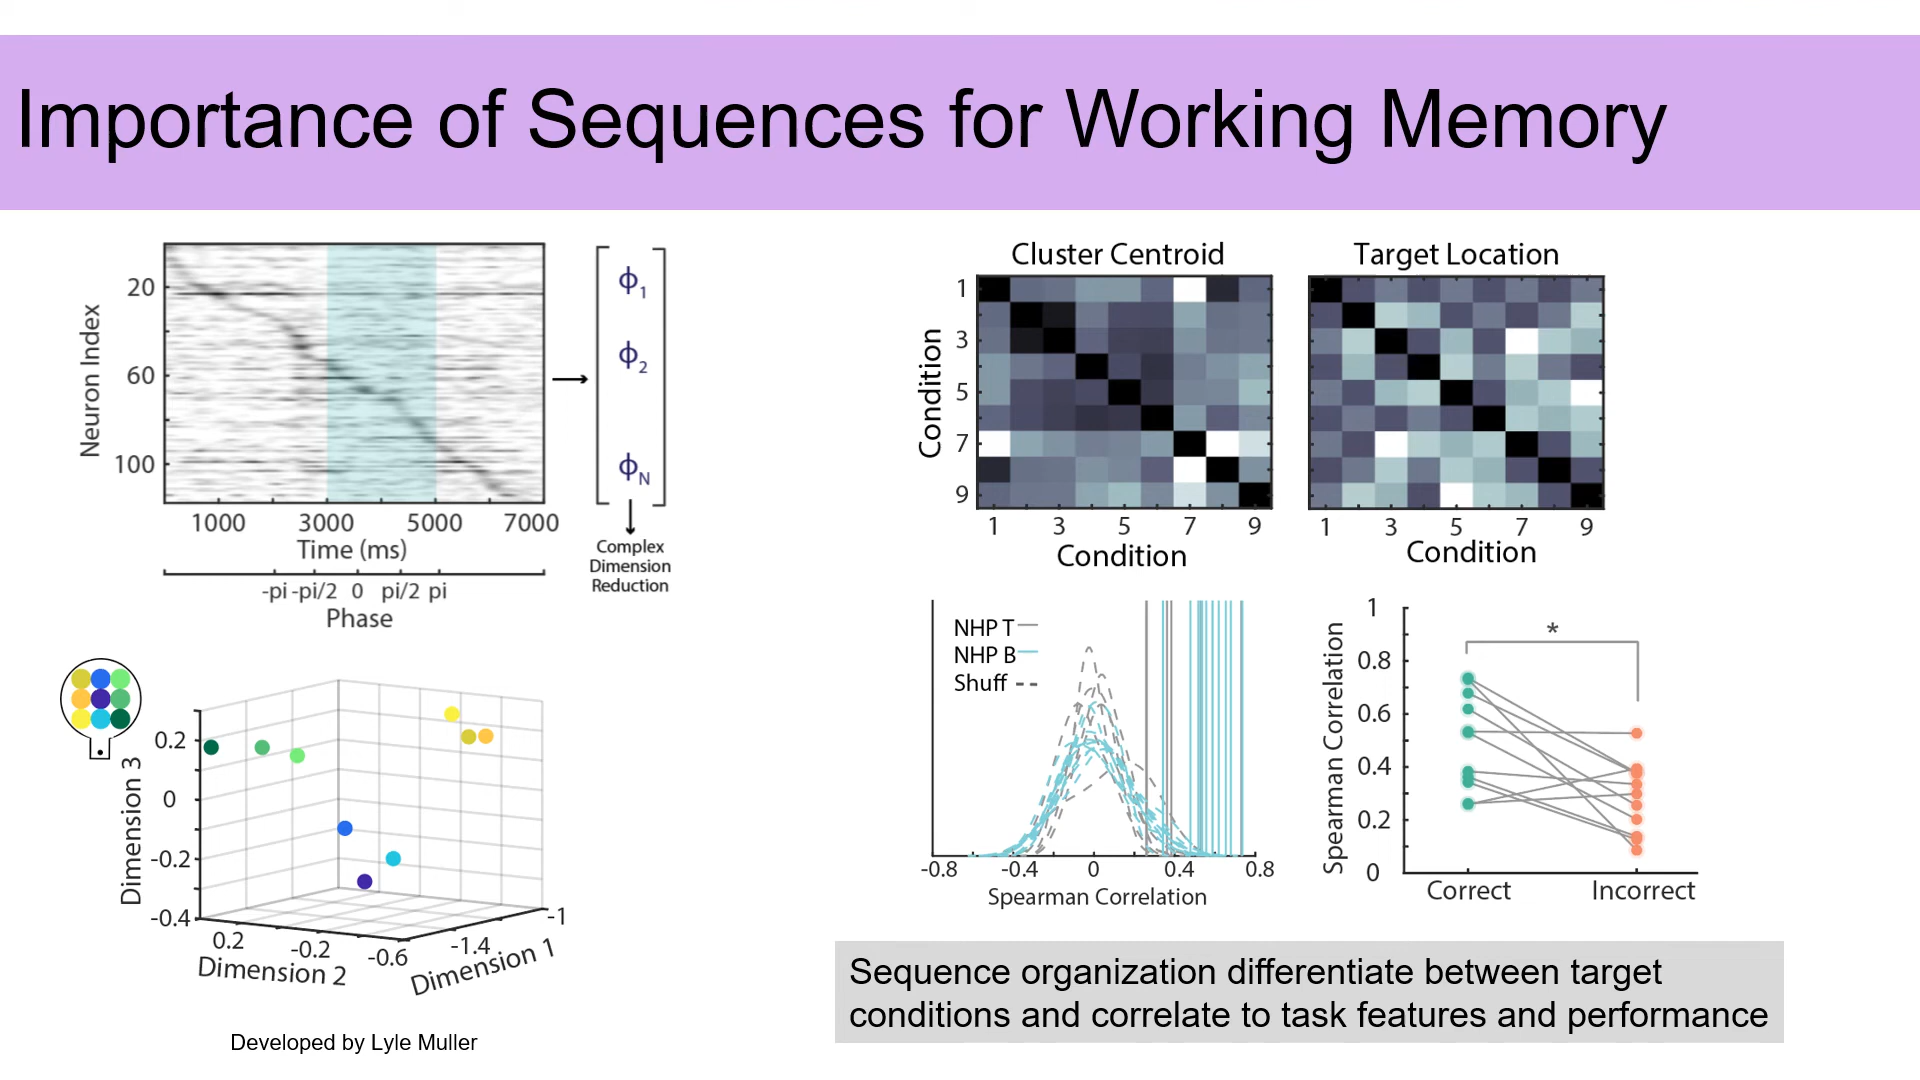 Importance of Sequences for Working Memory
Neuron Index
20
60
100
1000 3000 5000 7000
Time (ms)
-pi -pi/2 0 pi/2 pi
Phase
ϕ1
ϕ2
ϕN
Complex
Dimension
Reduction
Dimension 3
0.2
0
-0.2
-0.4
0.2 -0.2 -0.6
Dimension 2
-1.4 -1
Dimension 1
Developed by Lyle Muller
Cluster Centroid
Condition
1
3
5
7
9
1 3 5 7 9
Condition
Target Location
1 3 5 7 9
Condition
NHP T
NHP B
Shuff
-0.8 -0.4 0 0.4 0.8
Spearman Correlation
Spearman Correlation
1
0.8
0.6
0.4
0.2
0
*
Correct Incorrect
Sequence organization differentiate between target
conditions and correlate to task features and performance